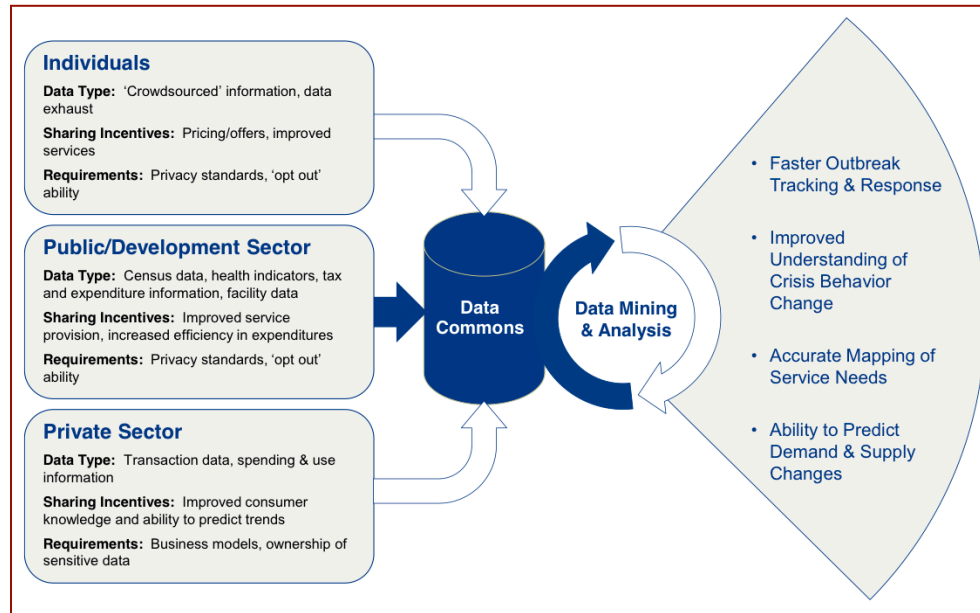 Individuals
Data Type: ‘Crowdsourced’ information, data
exhaust
Sharing Incentives: Pricing/offers, improved
services
Requirements: Privacy standards, ‘opt out’
ability
Public/Development Sector
Data Type: Census data, health indicators, tax
and expenditure information, facility data
Sharing Incentives: Improved service
provision, increased efficiency in expenditures
Requirements: Privacy standards, ‘opt out’
ability
Private Sector
Data Type: Transaction data, spending & use
information
Sharing Incentives: Improved consumer
knowledge and ability to predict trends
Requirements: Business models, ownership of
sensitive data
Data
Commons
Data Mining
& Analysis
• Faster Outbreak
Tracking & Response
• Improved
Understanding of
Crisis Behavior
Change
• Accurate Mapping of
Service Needs
• Ability to Predict
Demand & Supply
Changes